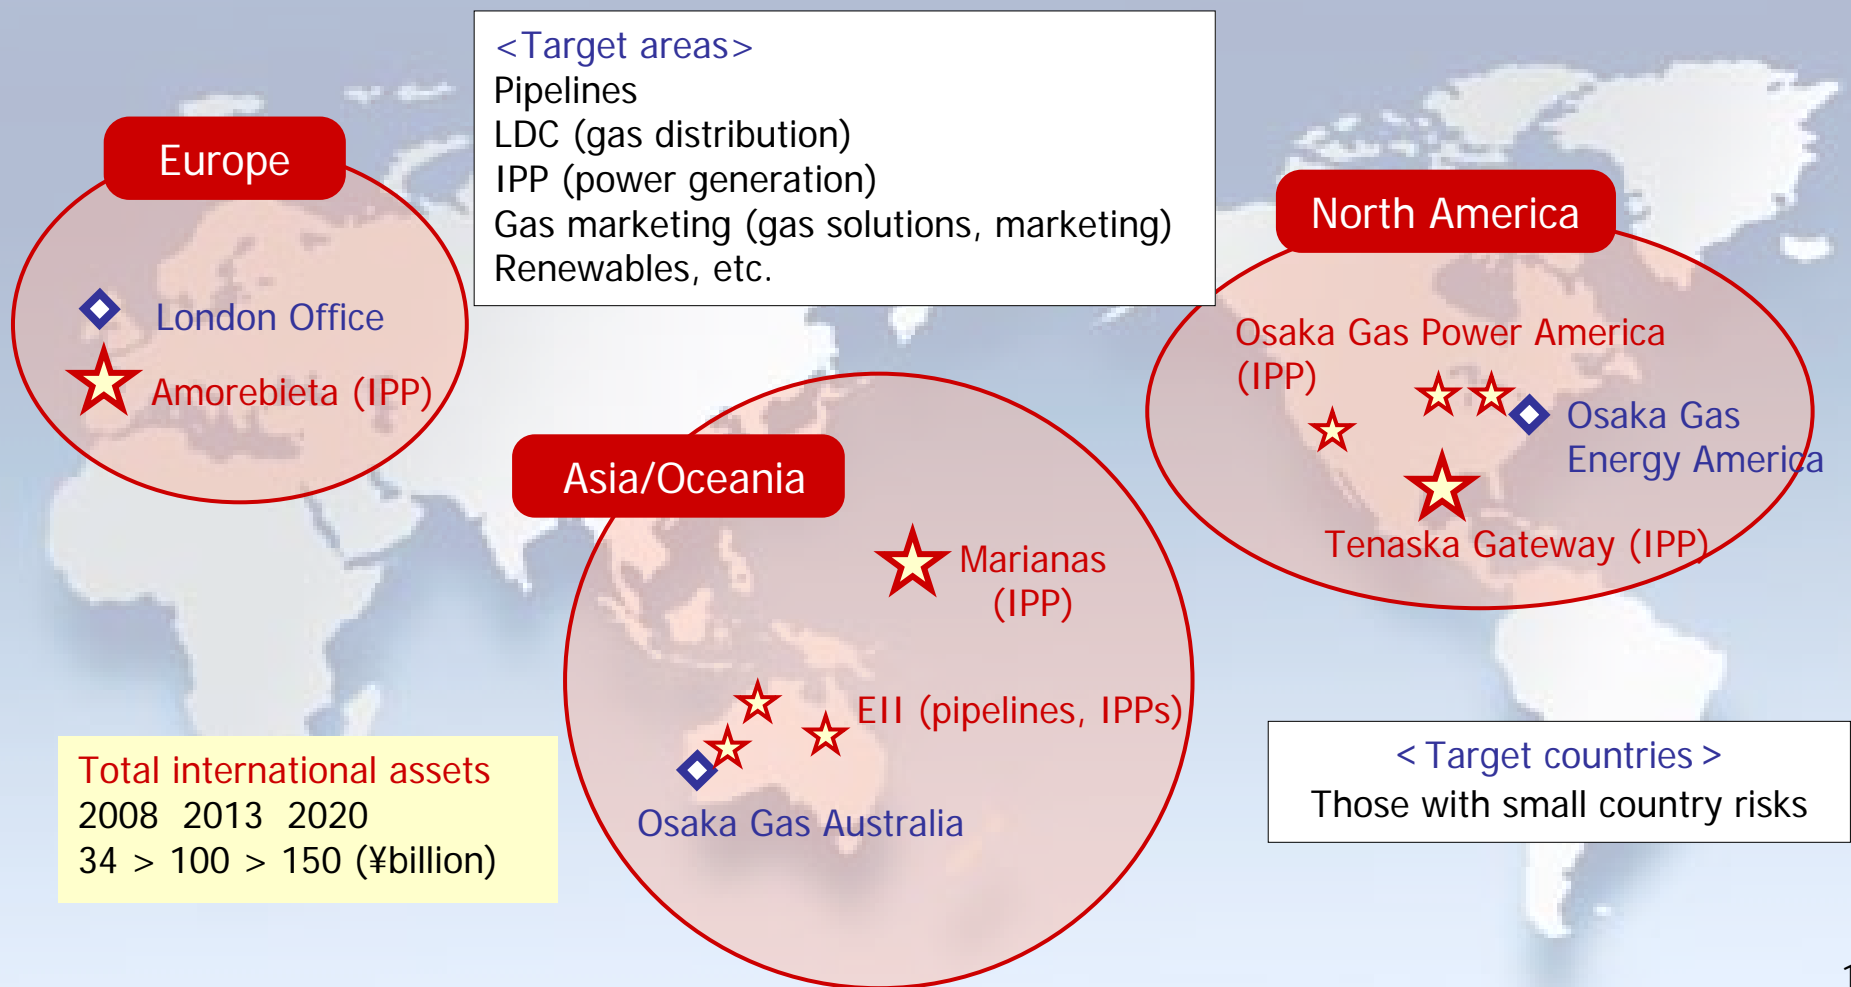 <Target areas>
Pipelines
LDC (gas distribution)
IPP (power generation)
Gas marketing (gas solutions, marketing)
Renewables, etc.
Europe
London Office
Amorebieta (IPP)
North America
Osaka Gas Power America
(IPP)
Osaka Gas
Energy America
Tenaska Gateway (IPP)
Asia/Oceania
Marianas
(IPP)
EII (pipelines, IPPs)
Osaka Gas Australia
Total international assets
2008 2013 2020
34 > 100 > 150 (¥billion)
<Target countries>
Those with small country risks